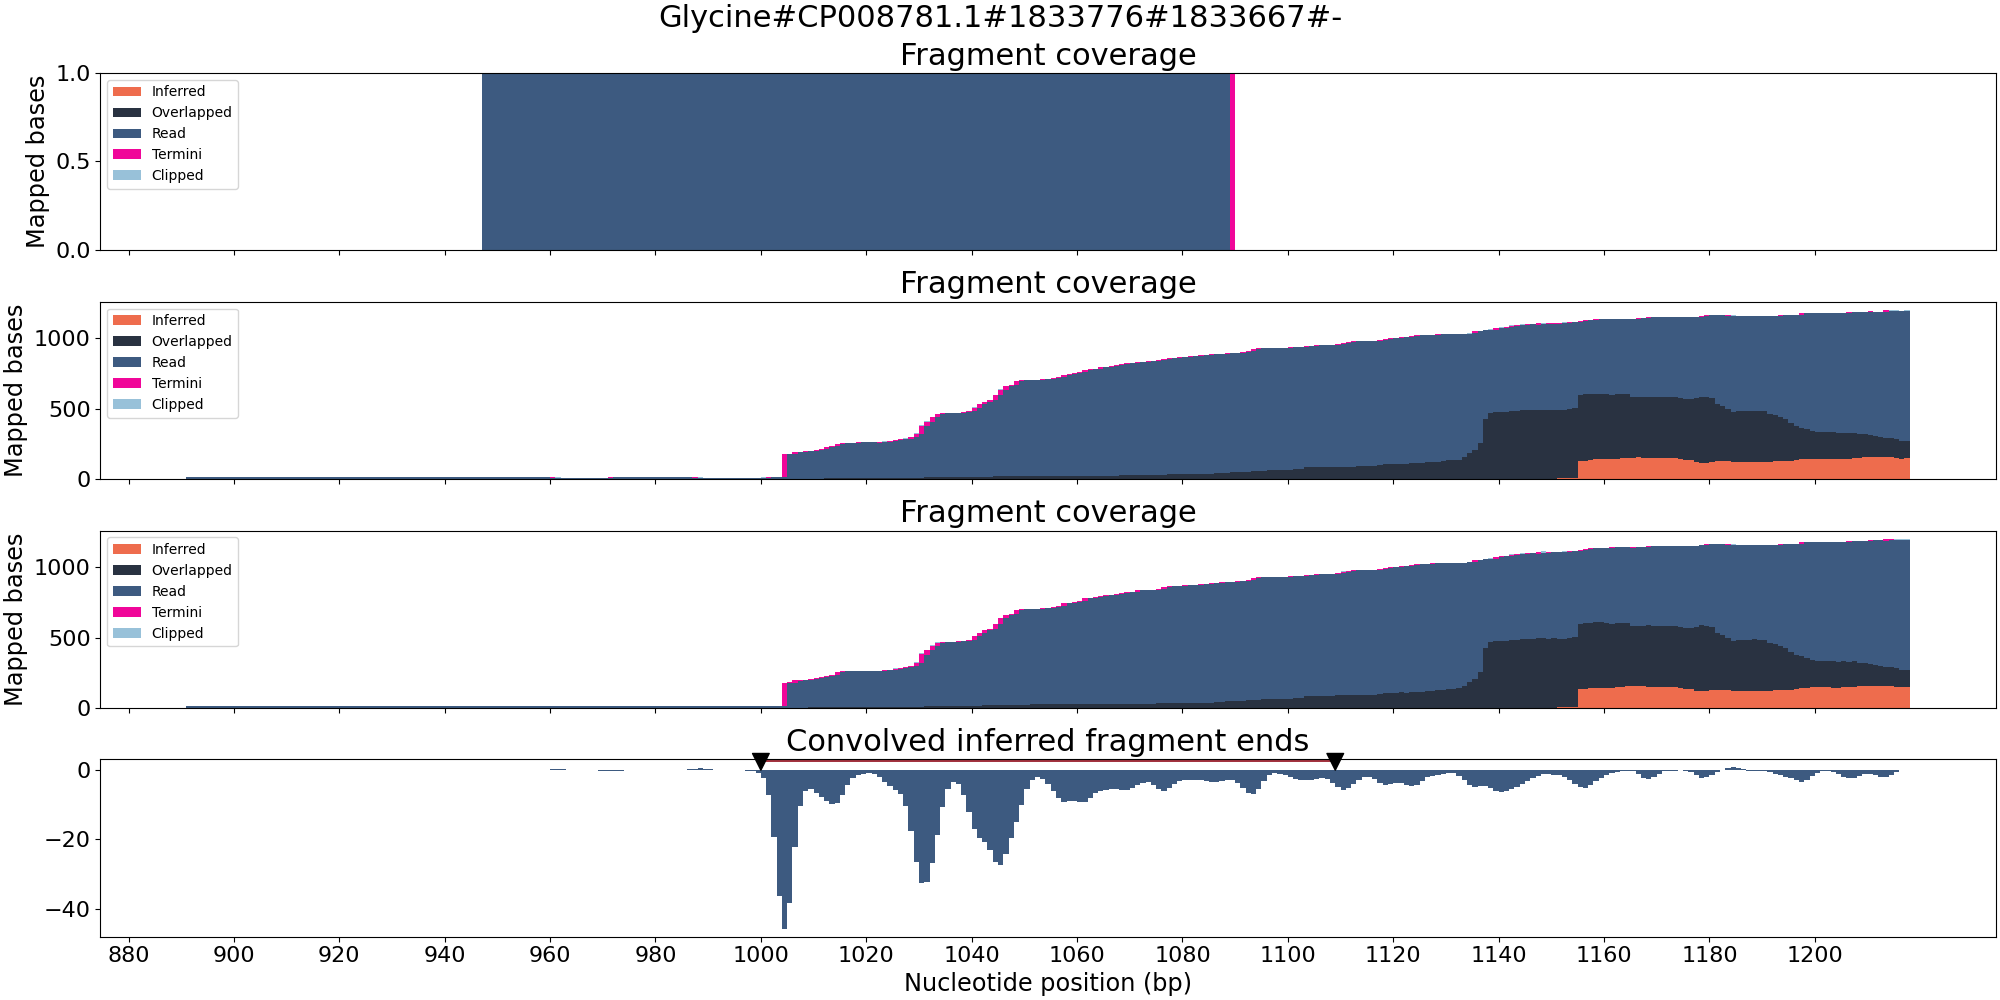 Glycine#CP008781.1#1833776#1833667#-
Fragment coverage
Mapped bases
1.0
0.5
0.0
Inferred
Overlapped
Read
Termini
Clipped
Fragment coverage
Mapped bases
1000
500
0
Inferred
Overlapped
Read
Termini
Clipped
Fragment coverage
Mapped bases
1000
500
0
Inferred
Overlapped
Read
Termini
Clipped
Convolved inferred fragment ends
0
−20
−40
880 900 920 940 960 980 1000 1020 1040 1060 1080 1100 1120 1140 1160 1180 1200
Nucleotide position (bp)